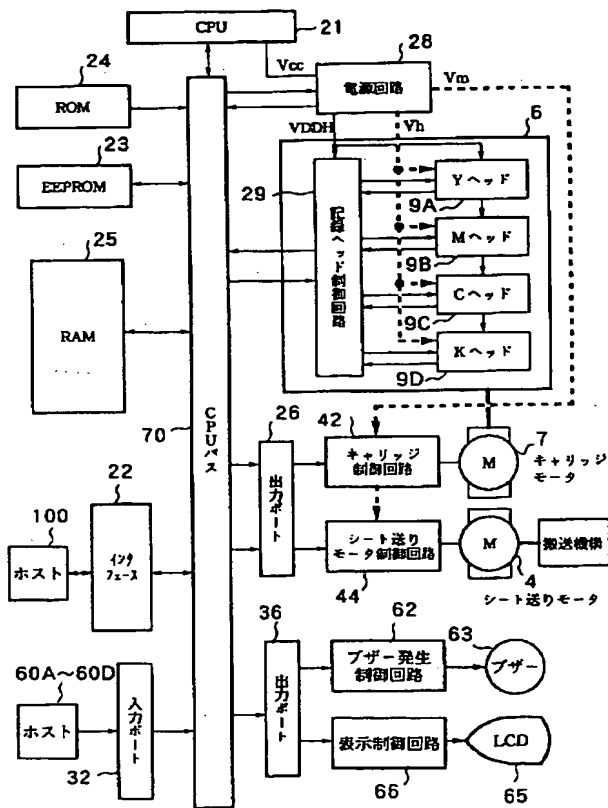 CPU
21
24
ROM
23
EEPROM
25
RAM
.....
Vcc
28
電源回路
Vm
VDDH
Vh
6
29
記録ヘッド制御回路
Yヘッド
9A
Mヘッド
9B
Cヘッド
9C
Kヘッド
9D
70
CPUバス
26
出力ポート
42
キャリッジ
制御回路
M
7
キャリッジ
モータ
22
インタ
フェース
100
ホスト
シート送り
モータ制御回路
44
M
4
シート送りモータ
搬送機構
60A~60D
ホスト
入力ポート
32
36
出力ポート
62
ブザー発生
制御回路
63
ブザー
表示制御回路
66
LCD
65